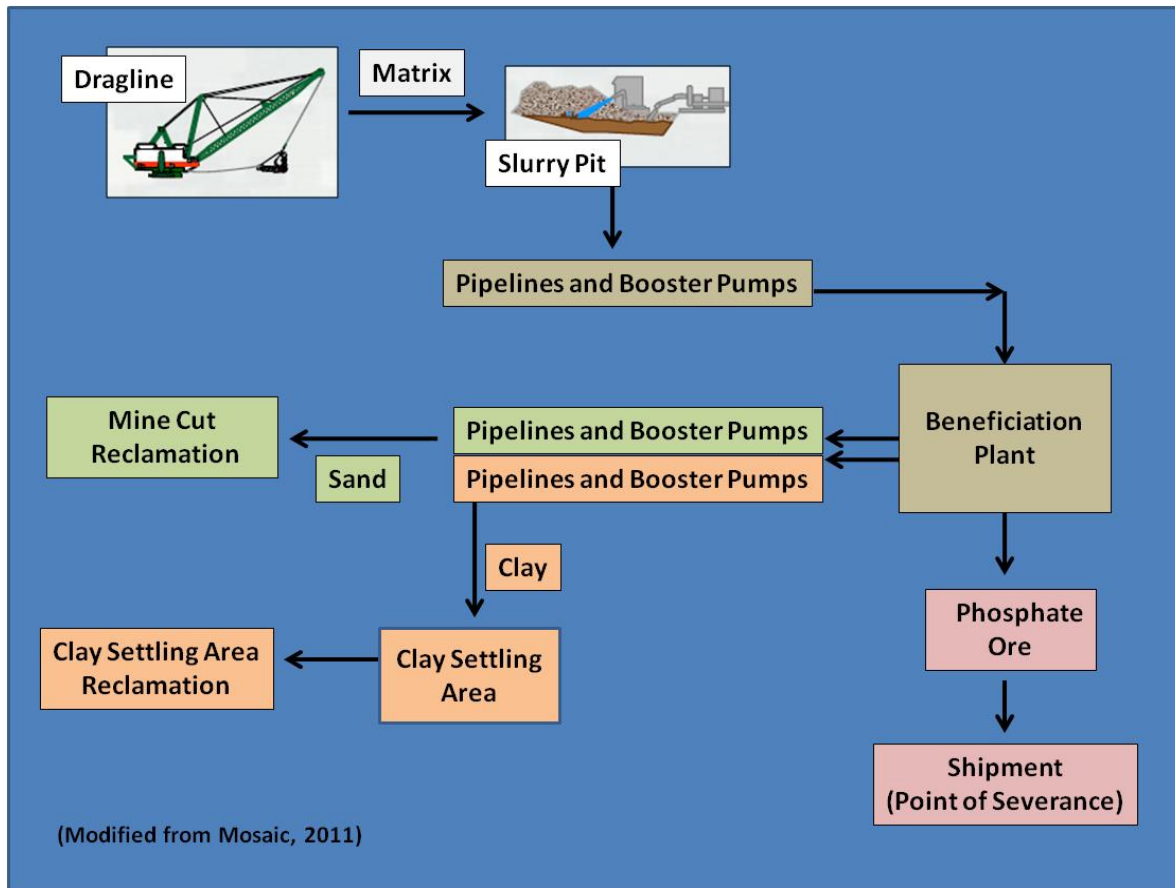 Dragline
Matrix
Slurry Pit
Pipelines and Booster Pumps
Beneficiation
Plant
Mine Cut
Reclamation
Pipelines and Booster Pumps
Sand
Pipelines and Booster Pumps
Clay
Phosphate
Ore
Clay Settling Area
Reclamation
Clay Settling
Area
Shipment
(Point of Severance)
(Modified from Mosaic, 2011)